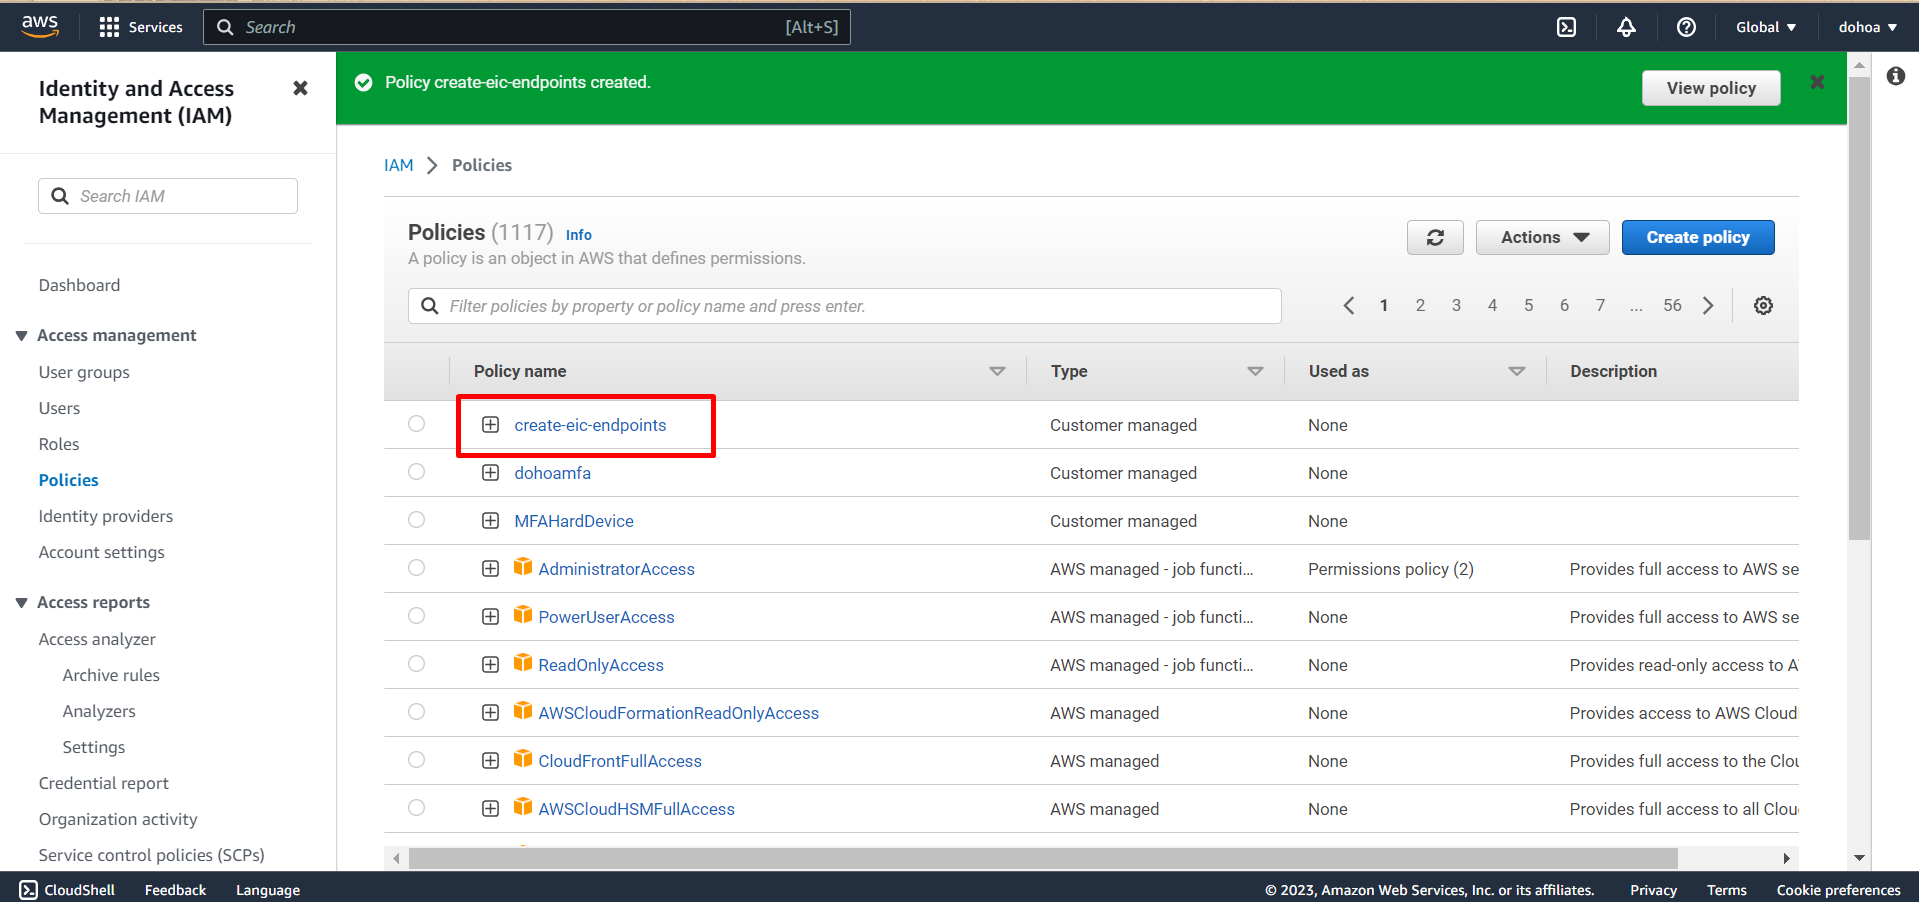 aws
Services
Search
[Alt+S]
Global
dohoa
Identity and Access
Management (IAM)
Search IAM
Dashboard
Access management
User groups
Users
Roles
Policies
Identity providers
Account settings
Access reports
Access analyzer
Archive rules
Analyzers
Settings
Credential report
Organization activity
Service control policies (SCPs)
Policy create-eic-endpoints created.
View policy
IAM > Policies
Policies (1117) Info
A policy is an object in AWS that defines permissions.
Actions
Create policy
Filter policies by property or policy name and press enter.
1 2 3 4 5 6 7 ... 56
Policy name Type Used as Description
create-eic-endpoints Customer managed None
dohoamfa Customer managed None
MFAHardDevice Customer managed None
AdministratorAccess AWS managed - job functi... Permissions policy (2) Provides full access to AWS se
PowerUserAccess AWS managed - job functi... None Provides full access to AWS se
ReadOnlyAccess AWS managed - job functi... None Provides read-only access to A
AWSCloudFormationReadOnlyAccess AWS managed None Provides access to AWS Cloud
CloudFrontFullAccess AWS managed None Provides full access to the Clou
AWSCloudHSMFullAccess AWS managed None Provides full access to all Clou
CloudShell Feedback Language
© 2023, Amazon Web Services, Inc. or its affiliates. Privacy Terms Cookie preferences